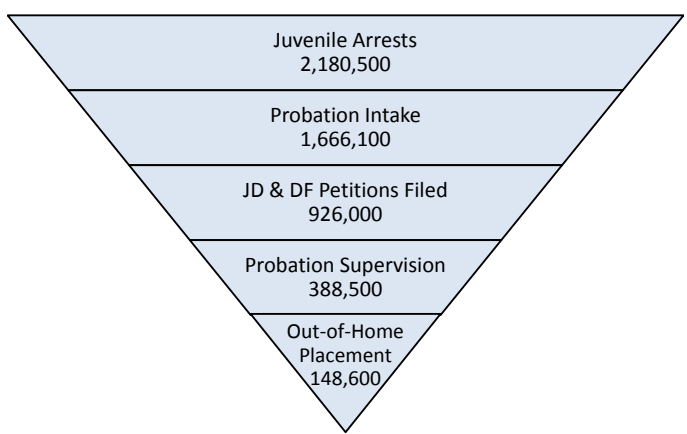 Juvenile Arrests
2,180,500
Probation Intake
1,666,100
JD & DF Petitions Filed
926,000
Probation Supervision
388,500
Out-of-Home
Placement
148,600